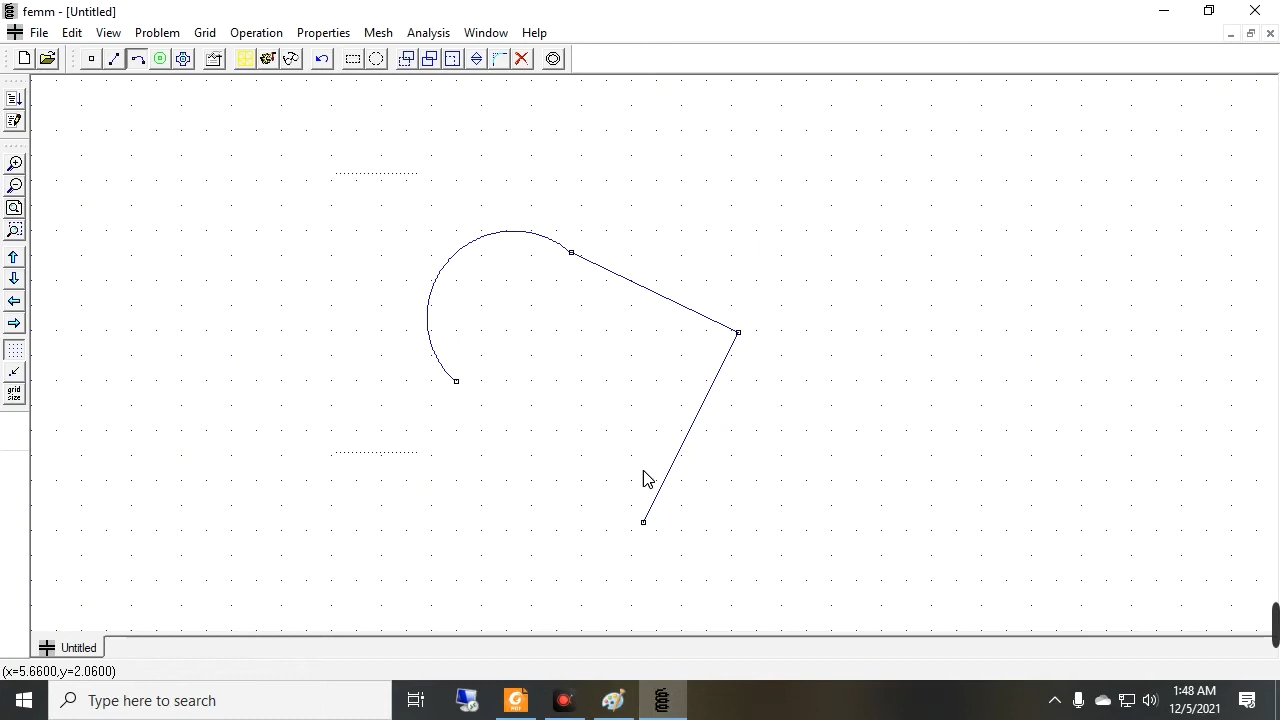 femm - [Untitled]
File Edit View Problem Grid Operation Properties Mesh Analysis Window Help
grid
size
Untitled
(x=5.6600,y=2.0600)
Type here to search
PDF
1:48 AM
12/5/2021